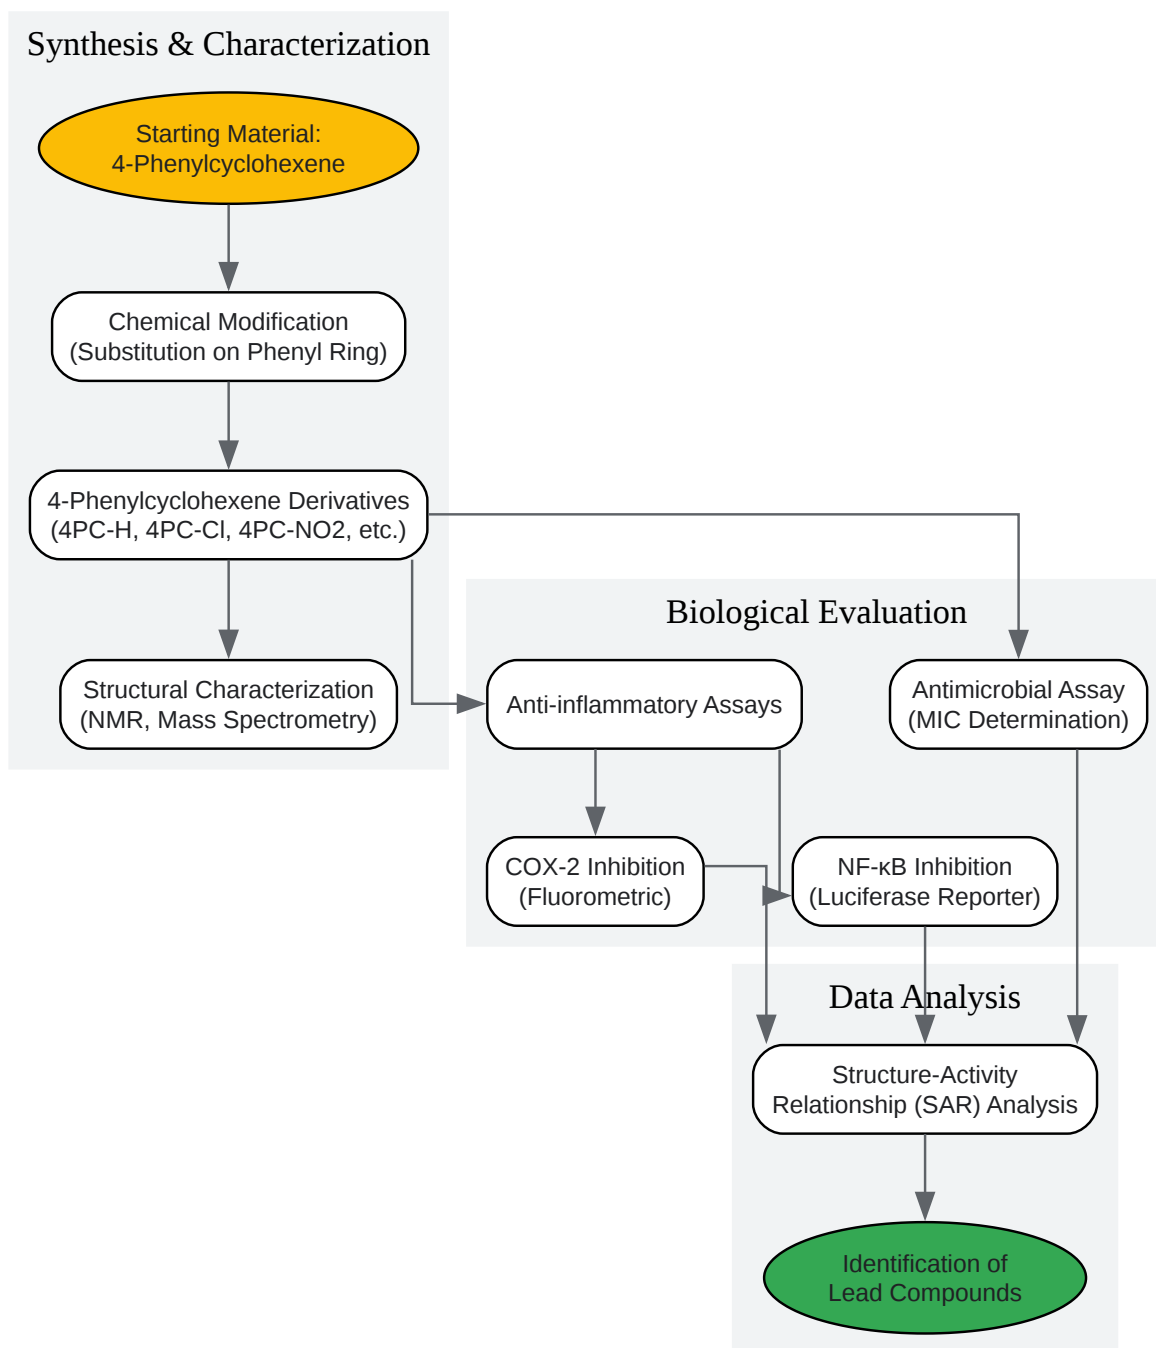 Synthesis & Characterization
Starting Material:
4-Phenylcyclohexene
Chemical Modification
(Substitution on Phenyl Ring)
4-Phenylcyclohexene Derivatives
(4PC-H, 4PC-Cl, 4PC-NO2, etc.)
Structural Characterization
(NMR, Mass Spectrometry)
Biological Evaluation
Anti-inflammatory Assays
Antimicrobial Assay
(MIC Determination)
COX-2 Inhibition
(Fluorometric)
NF-κB Inhibition
(Luciferase Reporter)
Data Analysis
Structure-Activity
Relationship (SAR) Analysis
Identification of
Lead Compounds